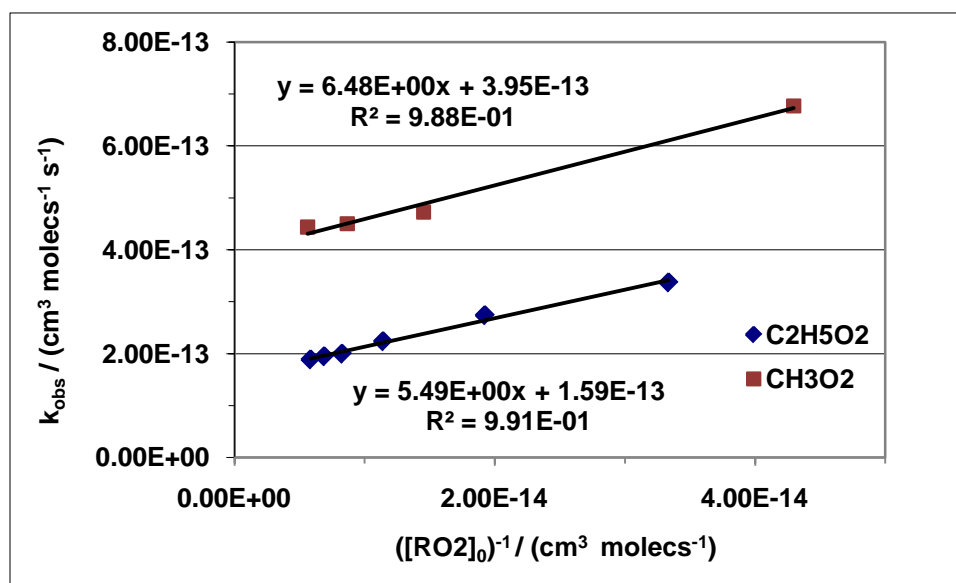 8.00E-13
y = 6.48E+00x + 3.95E-13
R² = 9.88E-01
6.00E-13
4.00E-13
2.00E-13
0.00E+00
C2H5O2
CH3O2
y = 5.49E+00x + 1.59E-13
R² = 9.91E-01
0.00E+00 2.00E-14 4.00E-14
k_obs / (cm³ molecs⁻¹ s⁻¹)
([RO2]₀)⁻¹ / (cm³ molecs⁻¹)